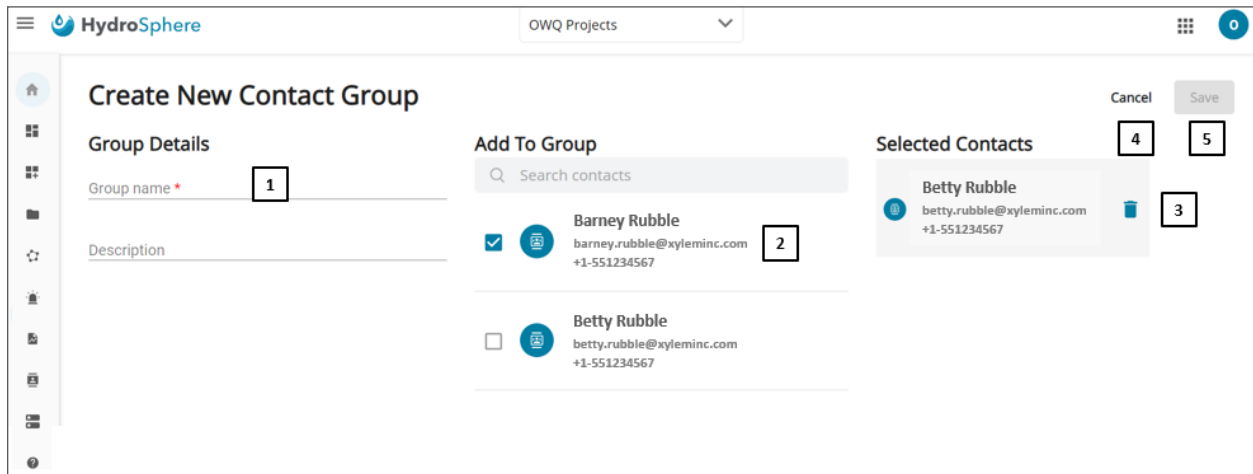 HydroSphere
OWQ Projects
O
Create New Contact Group
Cancel
Save
Group Details
Add To Group
Selected Contacts
4
5
Group name *
1
Search contacts
Betty Rubble
betty.rubble@xyleminc.com
+1-551234567
3
Barney Rubble
barney.rubble@xyleminc.com
+1-551234567
2
Description
Betty Rubble
betty.rubble@xyleminc.com
+1-551234567